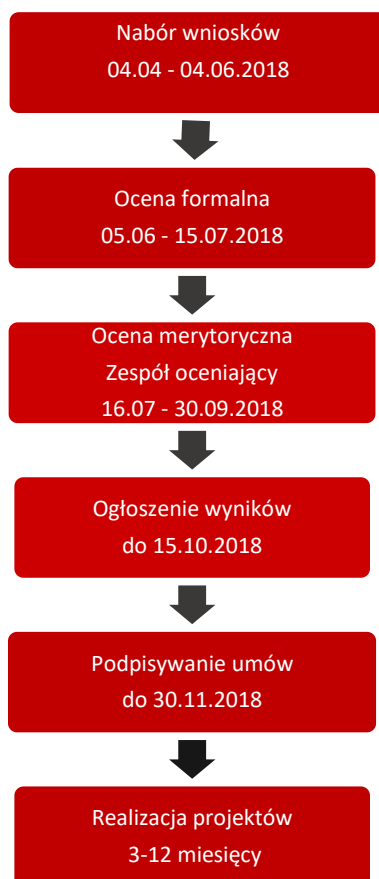 Nabór wniosków
04.04 - 04.06.2018
Ocena formalna
05.06 - 15.07.2018
Ocena merytoryczna
Zespół oceniający
16.07 - 30.09.2018
Ogłoszenie wyników
do 15.10.2018
Podpisywanie umów
do 30.11.2018
Realizacja projektów
3-12 miesięcy